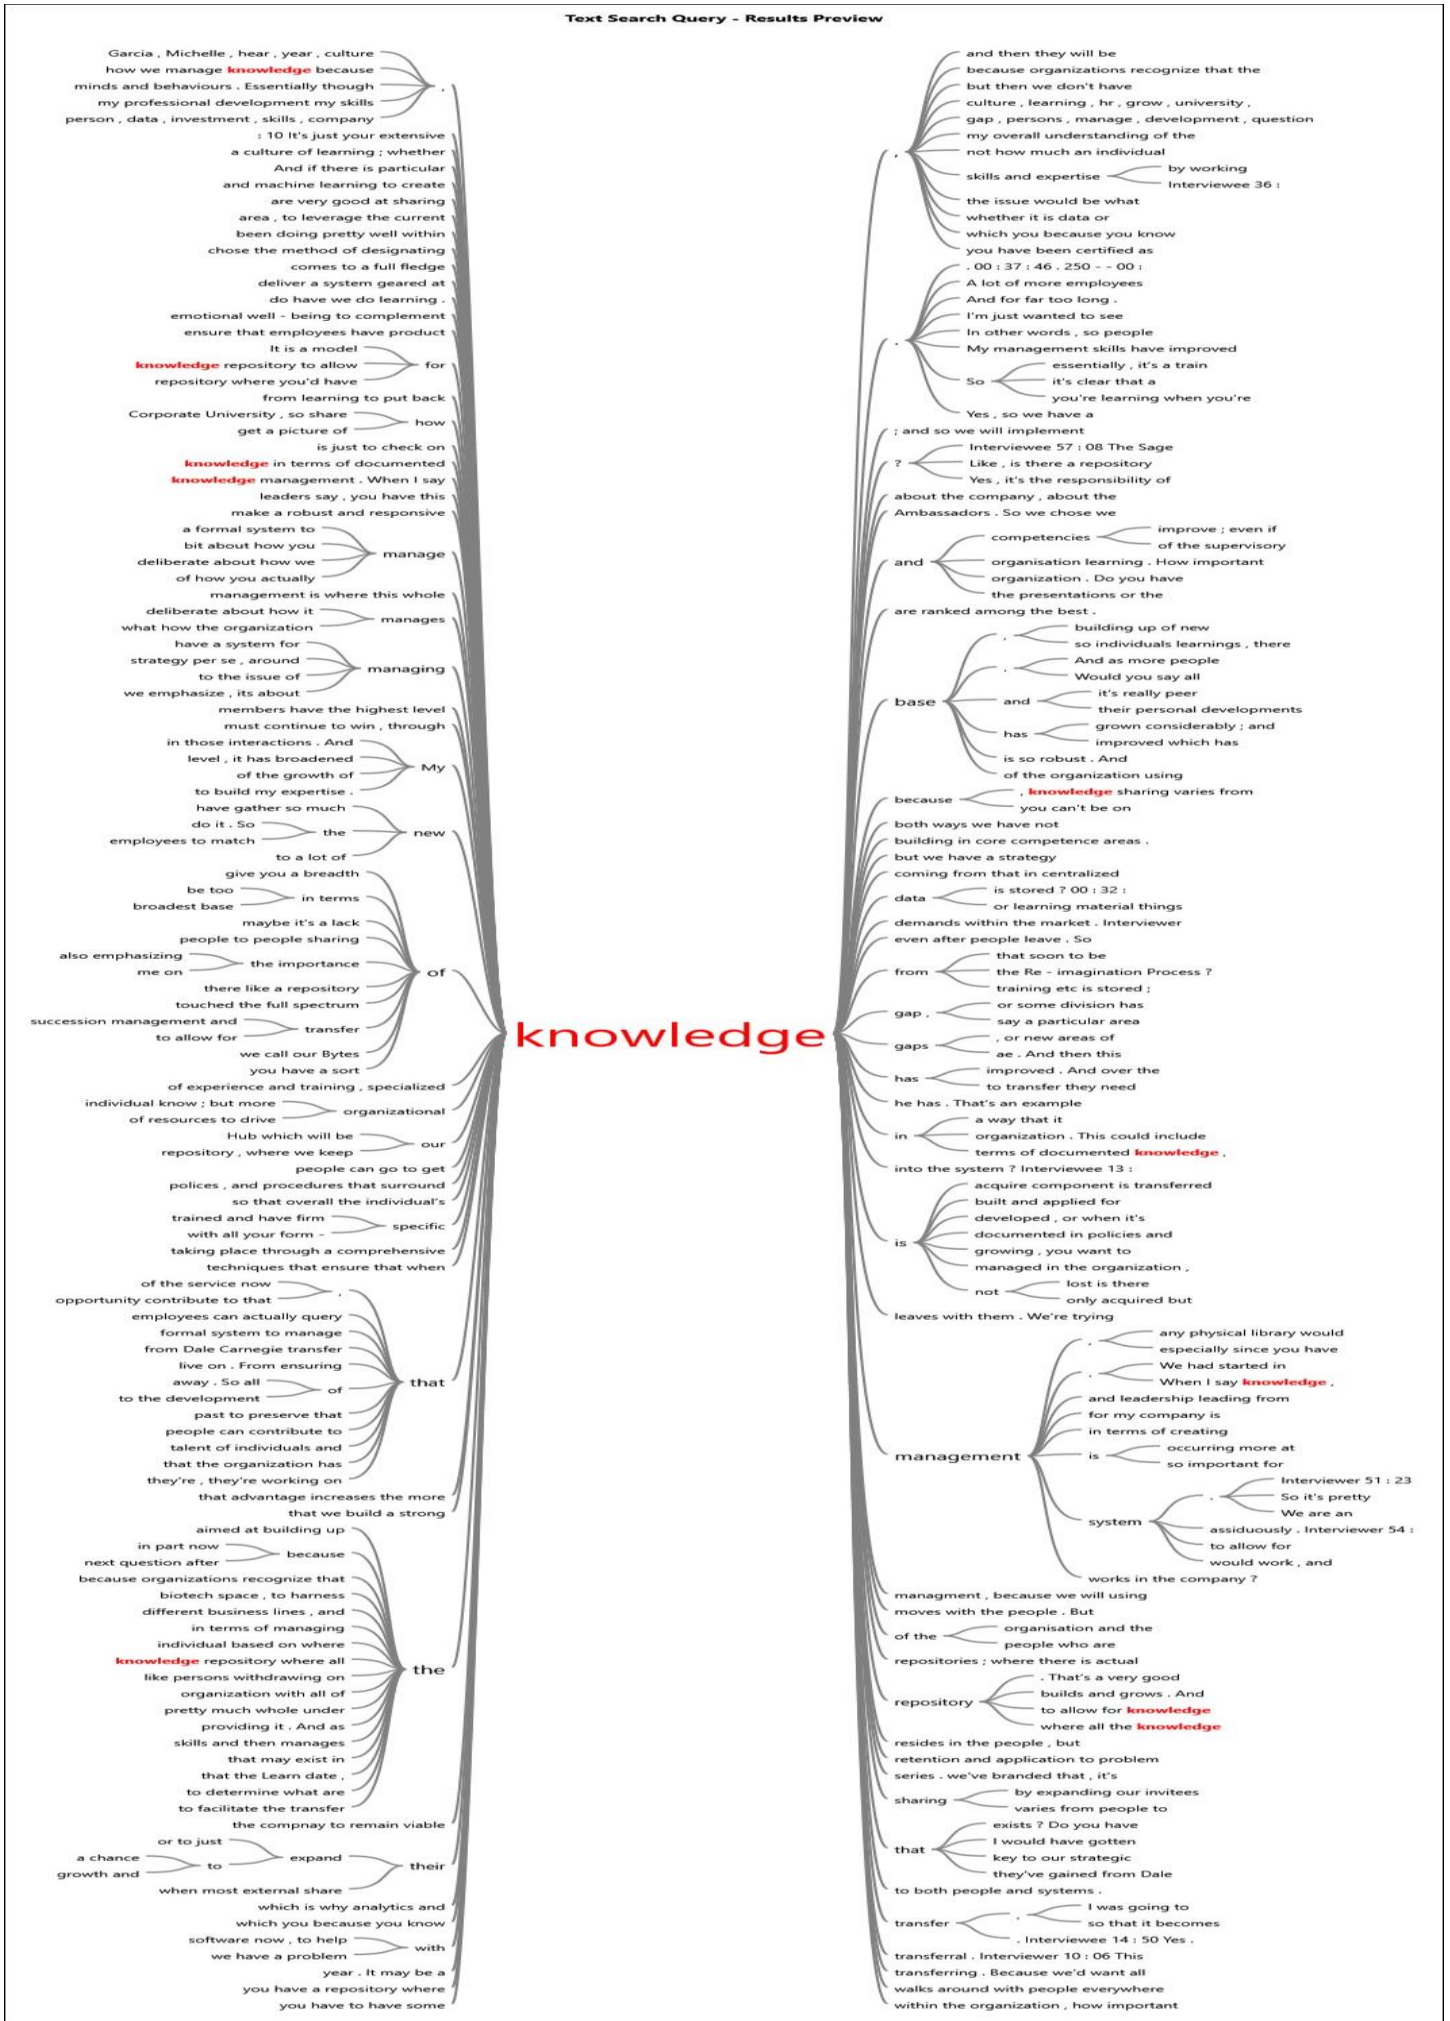 Text Search Query - Results Preview
Garcia , Michelle , hear , year , culture
how we manage knowledge because
minds and behaviours . Essentially though
my professional development my skills
person , data , investment , skills , company
,
: 10 It's just your extensive
a culture of learning ; whether
And if there is particular
and machine learning to create
are very good at sharing
area , to leverage the current
been doing pretty well within
chose the method of designating
comes to a full fledge
deliver a system geared at
do have we do learning .
emotional well - being to complement
ensure that employees have product
It is a model
knowledge repository to allow
repository where you'd have
for
from learning to put back
Corporate University , so share
get a picture of
how
is just to check on
knowledge in terms of documented
knowledge management . When I say
leaders say , you have this
make a robust and responsive
a formal system to
bit about how you
deliberate about how we
of how you actually
manage
management is where this whole
deliberate about how it
what how the organization
manages
have a system for
strategy per se , around
to the issue of
we emphasize , its about
managing
members have the highest level
must continue to win , through
in those interactions . And
level , it has broadened
of the growth of
to build my expertise .
My
have gather so much
do it . So
employees to match
the
to a lot of
new
give you a breadth
be too
broadest base
in terms
maybe it's a lack
people to people sharing
also emphasizing
me on
the importance
there like a repository
touched the full spectrum
succession management and
to allow for
transfer
we call our Bytes
you have a sort
of
of experience and training , specialized
individual know ; but more
of resources to drive
organizational
Hub which will be
repository , where we keep
our
people can go to get
polices , and procedures that surround
so that overall the individual's
trained and have firm
with all your form -
specific
taking place through a comprehensive
techniques that ensure that when
of the service now
opportunity contribute to that
,
employees can actually query
formal system to manage
from Dale Carnegie transfer
live on . From ensuring
away . So all
to the development
of
past to preserve that
people can contribute to
talent of individuals and
that the organization has
they're , they're working on
that
that advantage increases the more
that we build a strong
aimed at building up
in part now
next question after
because
because organizations recognize that
biotech space , to harness
different business lines , and
in terms of managing
individual based on where
knowledge repository where all
like persons withdrawing on
organization with all of
pretty much whole under
providing it . And as
skills and then manages
that may exist in
that the Learn date ,
to determine what are
to facilitate the transfer
the
the compnay to remain viable
or to just
a chance
growth and
to
expand
when most external share
their
which is why analytics and
which you because you know
software now , to help
we have a problem
with
year . It may be a
you have a repository where
you have to have some
knowledge
,
and then they will be
because organizations recognize that the
but then we don't have
culture , learning , hr , grow , university ,
gap , persons , manage , development , question
my overall understanding of the
not how much an individual
skills and expertise
by working
Interviewee 36 :
the issue would be what
whether it is data or
which you because you know
you have been certified as
.
. 00 : 37 : 46 . 250 - - 00 :
A lot of more employees
And for far too long .
I'm just wanted to see
In other words , so people
My management skills have improved
So
essentially , it's a train
it's clear that a
you're learning when you're
Yes , so we have a
; and so we will implement
?
Interviewee 57 : 08 The Sage
Like , is there a repository
Yes , it's the responsibility of
about the company , about the
Ambassadors . So we chose we
and
competencies
improve ; even if
of the supervisory
organisation learning . How important
organization . Do you have
the presentations or the
are ranked among the best .
base
,
building up of new
so individuals learnings , there
.
And as more people
Would you say all
and
it's really peer
their personal developments
has
grown considerably ; and
improved which has
is so robust . And
of the organization using
because
, knowledge sharing varies from
you can't be on
both ways we have not
building in core competence areas .
but we have a strategy
coming from that in centralized
data
is stored ? 00 : 32 :
or learning material things
demands within the market . Interviewer
even after people leave . So
from
that soon to be
the Re - imagination Process ?
training etc is stored ;
gap ,
or some division has
say a particular area
gaps
, or new areas of
ae . And then this
has
improved . And over the
to transfer they need
he has . That's an example
in
a way that it
organization . This could include
terms of documented knowledge ,
into the system ? Interviewee 13 :
is
acquire component is transferred
built and applied for
developed , or when it's
documented in policies and
growing , you want to
managed in the organization ,
not
lost is there
only acquired but
leaves with them . We're trying
management
,
any physical library would
especially since you have
.
We had started in
When I say knowledge ,
and leadership leading from
for my company is
in terms of creating
is
occurring more at
so important for
system
.
Interviewer 51 : 23
So it's pretty
We are an
assiduously . Interviewer 54 :
to allow for
would work , and
works in the company ?
managment , because we will using
moves with the people . But
of the
organisation and the
people who are
repositories ; where there is actual
repository
. That's a very good
builds and grows . And
to allow for knowledge
where all the knowledge
resides in the people , but
retention and application to problem
series . we've branded that , it's
sharing
by expanding our invitees
varies from people to
that
exists ? Do you have
I would have gotten
key to our strategic
they've gained from Dale
to both people and systems .
transfer
,
I was going to
so that it becomes
. Interviewee 14 : 50 Yes .
transferral . Interviewer 10 : 06 This
transferring . Because we'd want all
walks around with people everywhere
within the organization , how important